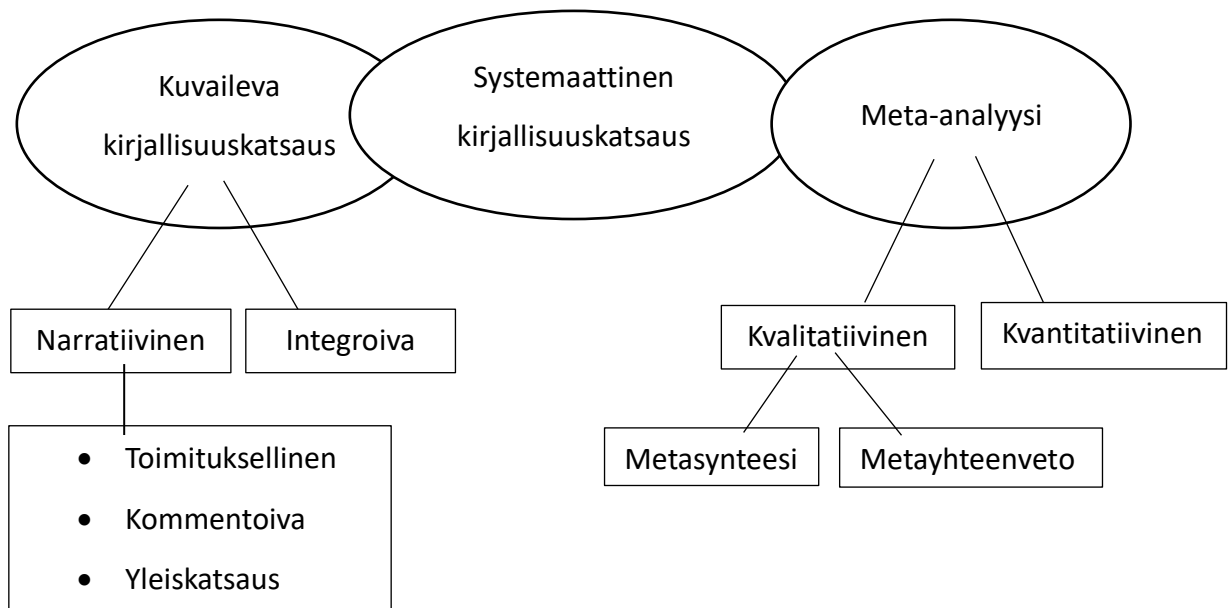 Kuvaileva
kirjallisuuskatsaus
Systemaattinen
kirjallisuuskatsaus
Meta-analyysi
Narratiivinen
Integroiva
Kvalitatiivinen
Kvantitatiivinen
• Toimituksellinen
• Kommentoiva
• Yleiskatsaus
Metasynteesi
Metayhteenveto